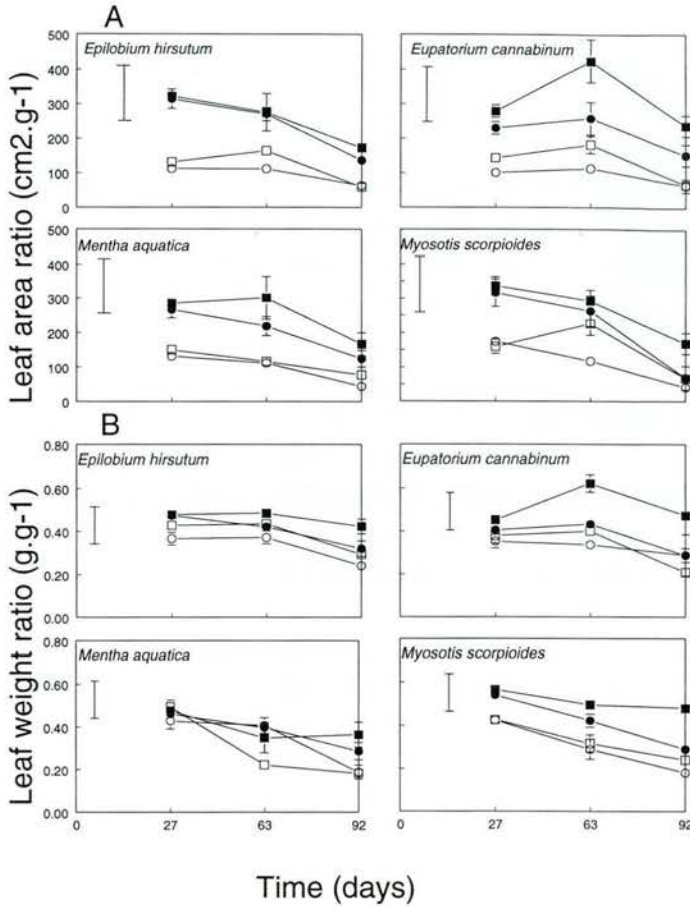 A
Epilobium hirsutum
Eupatorium cannabinum
500
400
300
200
100
0
Mentha aquatica
Myosotis scorpioides
500
400
300
200
100
0
Leaf area ratio (cm2.g-1)
B
Epilobium hirsutum
Eupatorium cannabinum
0.80
0.60
0.40
0.20
0.00
Mentha aquatica
Myosotis scorpioides
0.80
0.60
0.40
0.20
0.00
Leaf weight ratio (g.g-1)
0 27 63 92 0 27 63 92
Time (days)